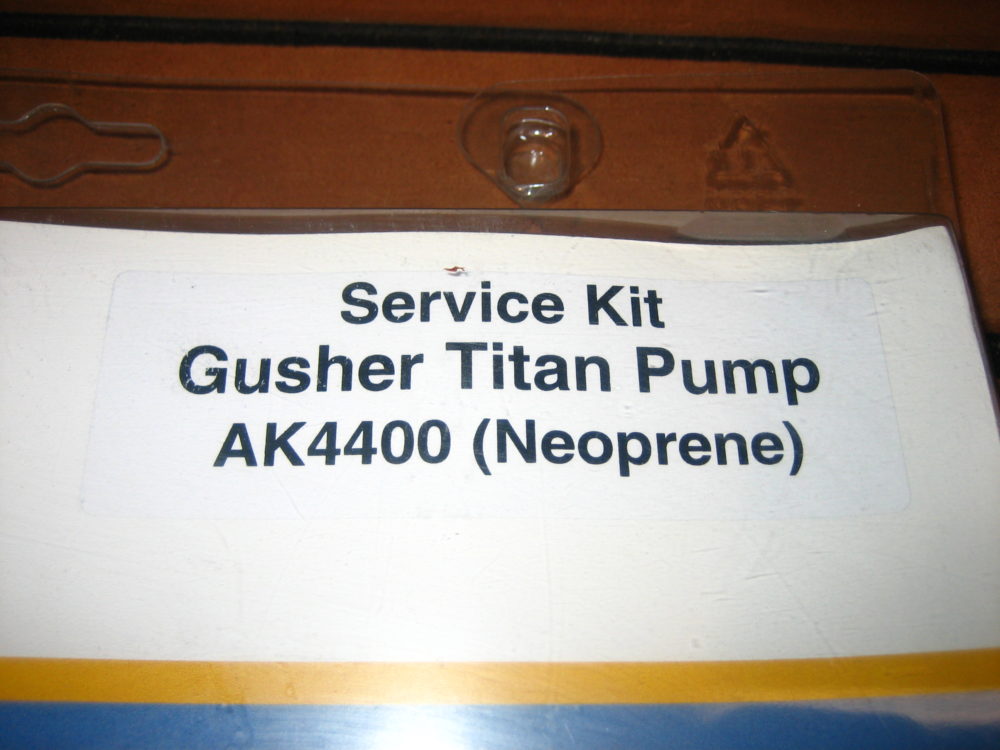 Service Kit
Gusher Titan Pump
AK4400 (Neoprene)